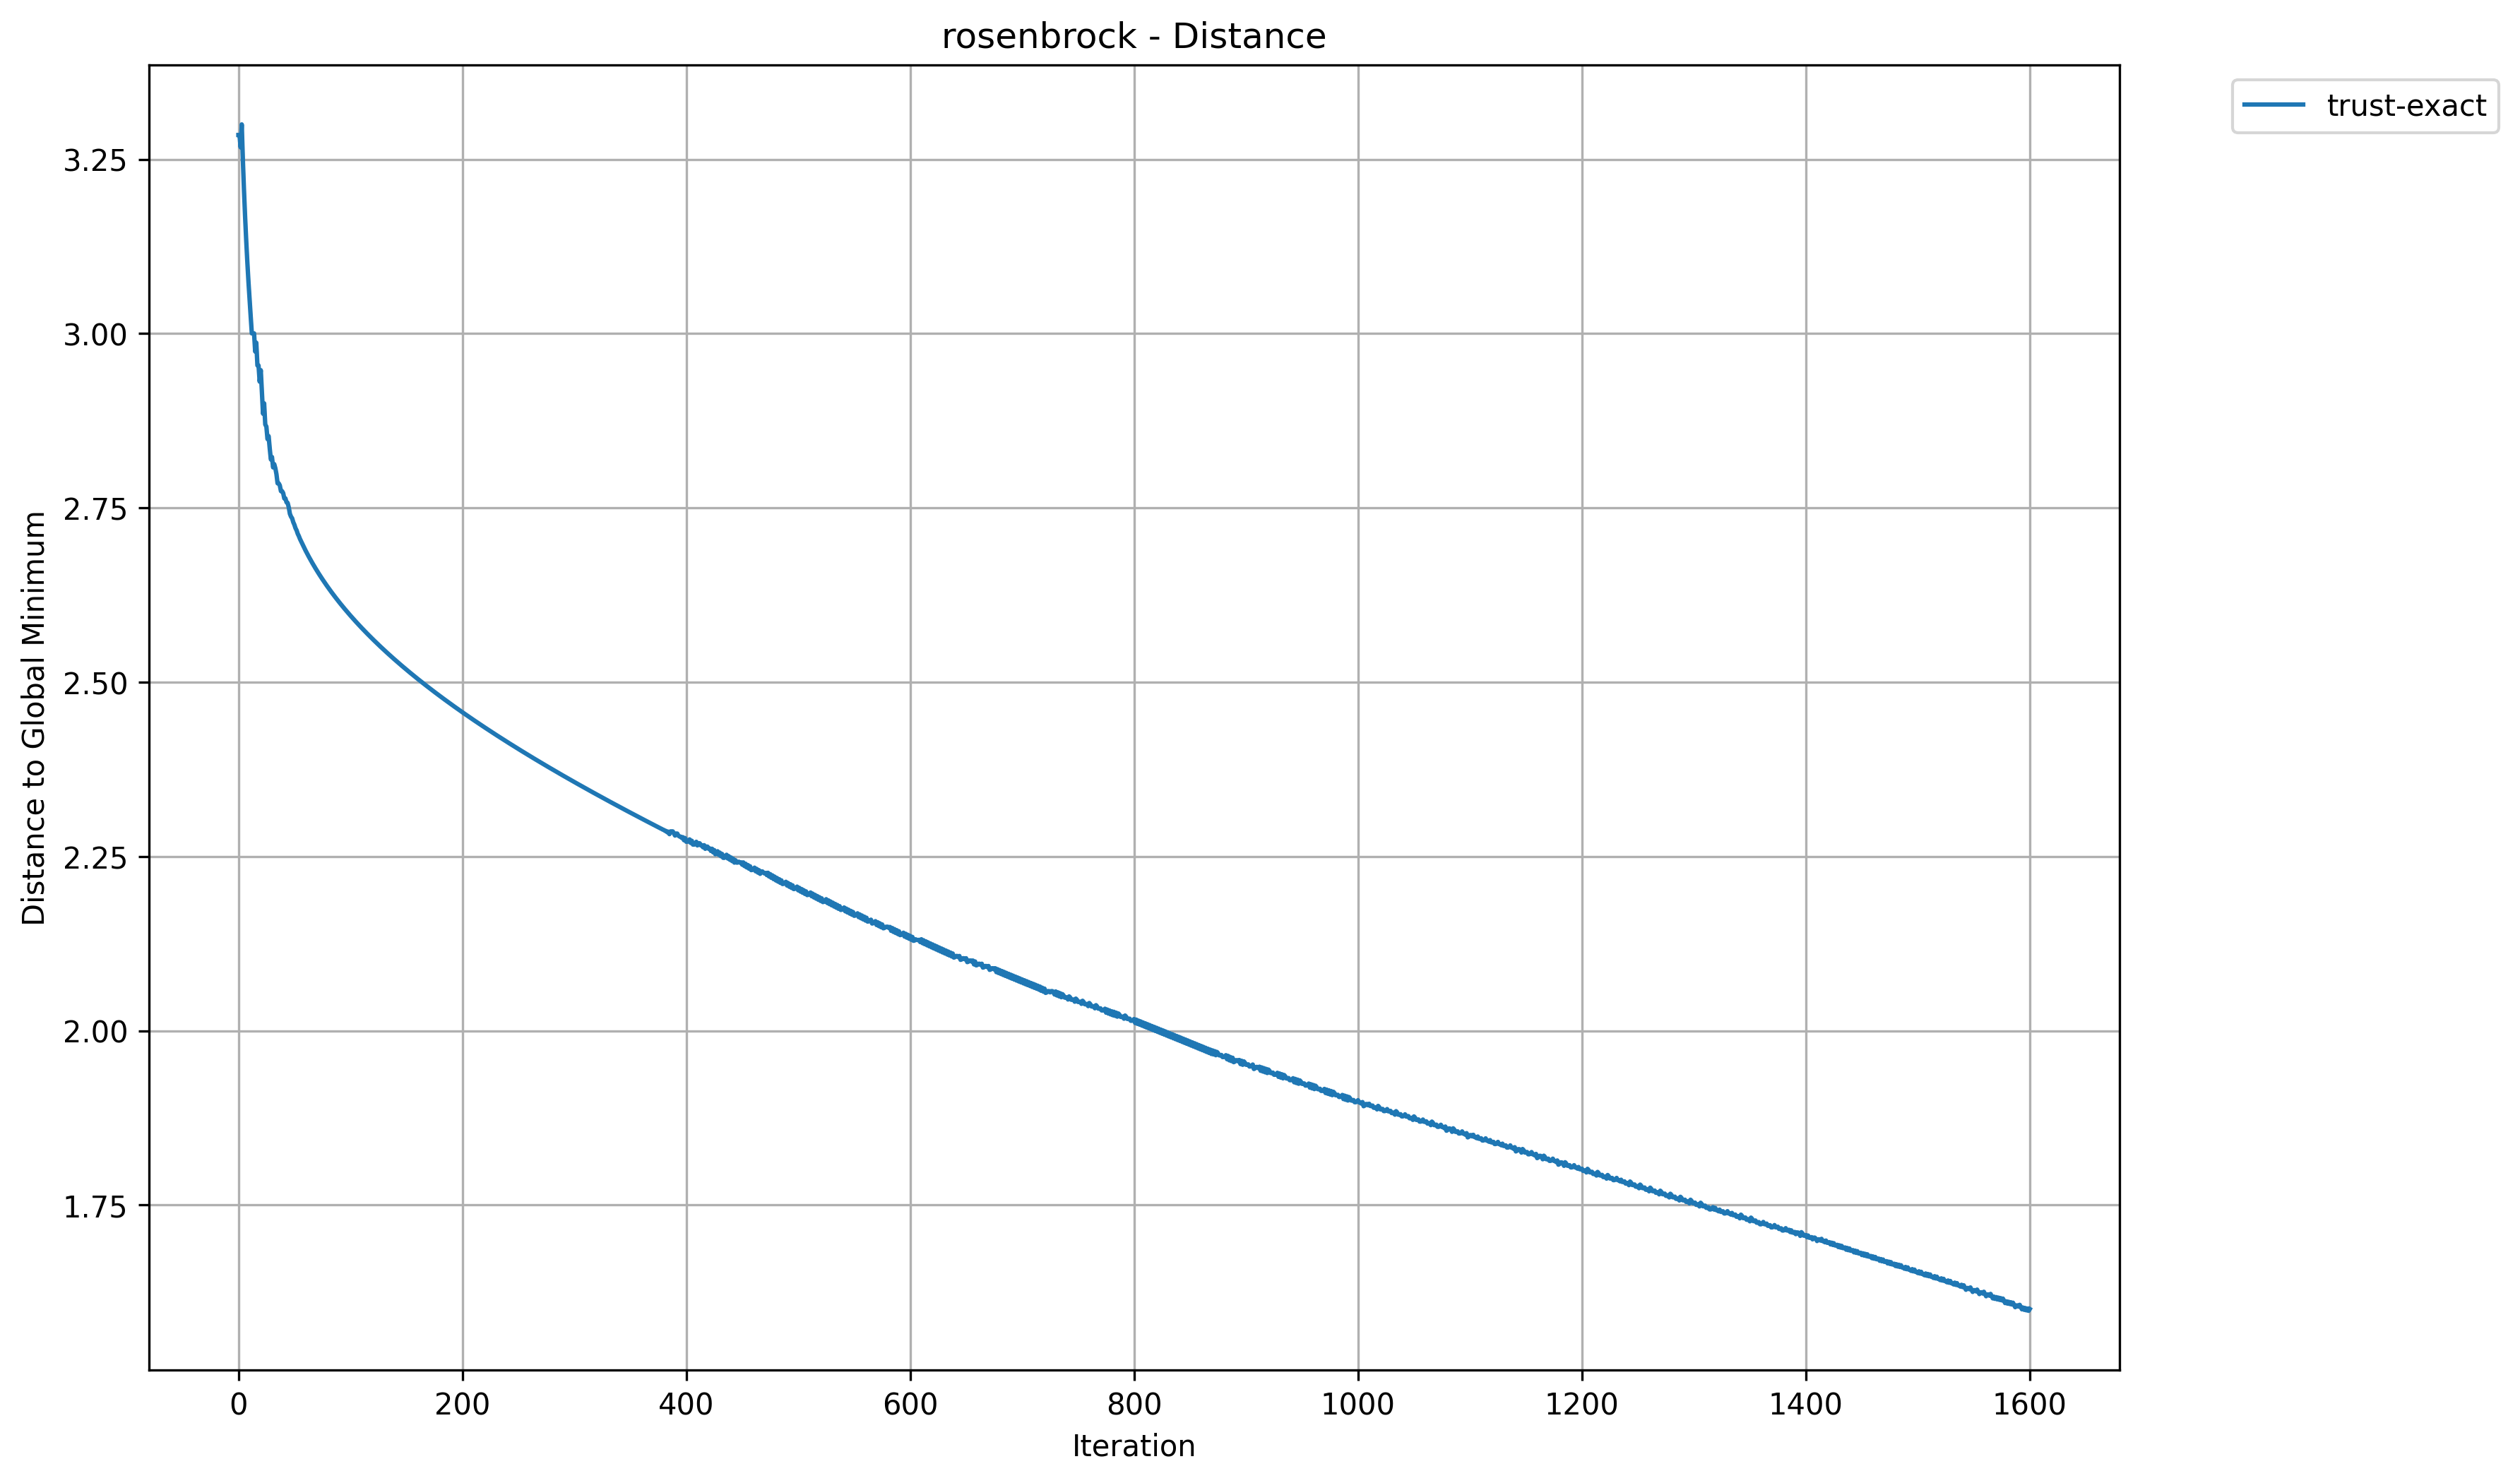 rosenbrock - Distance
trust-exact
Distance to Global Minimum
3.25
3.00
2.75
2.50
2.25
2.00
1.75
0 200 400 600 800 1000 1200 1400 1600
Iteration